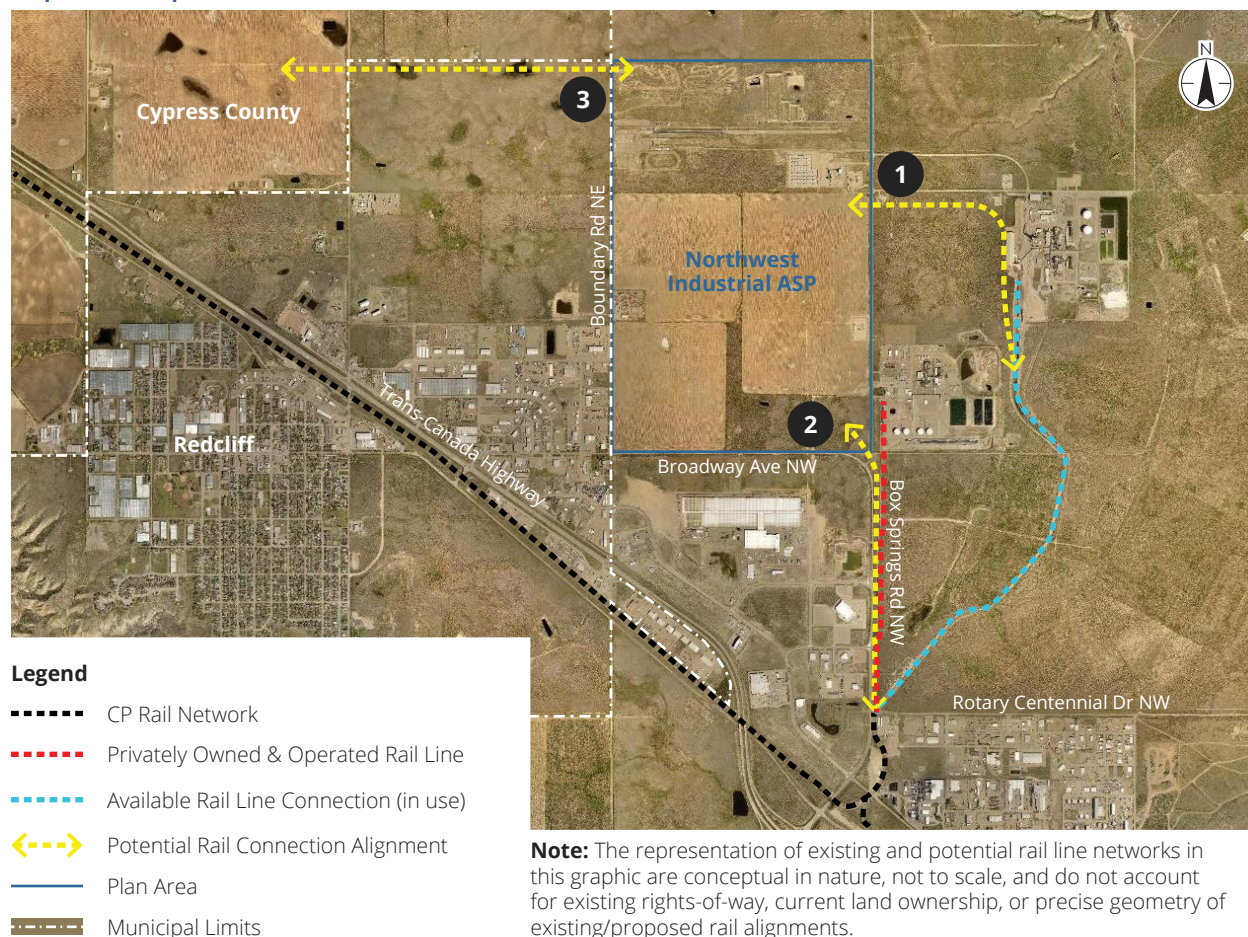 N
3
Cypress County
1
Boundary Rd NE
Northwest
Industrial ASP
Trans-Canada Highway
2
Redcliff
Broadway Ave NW
Box Springs Rd NW
Rotary Centennial Dr NW
Legend
CP Rail Network
Privately Owned & Operated Rail Line
Available Rail Line Connection (in use)
Potential Rail Connection Alignment
Plan Area
Municipal Limits
Note: The representation of existing and potential rail line networks in
this graphic are conceptual in nature, not to scale, and do not account
for existing rights-of-way, current land ownership, or precise geometry of
existing/proposed rail alignments.